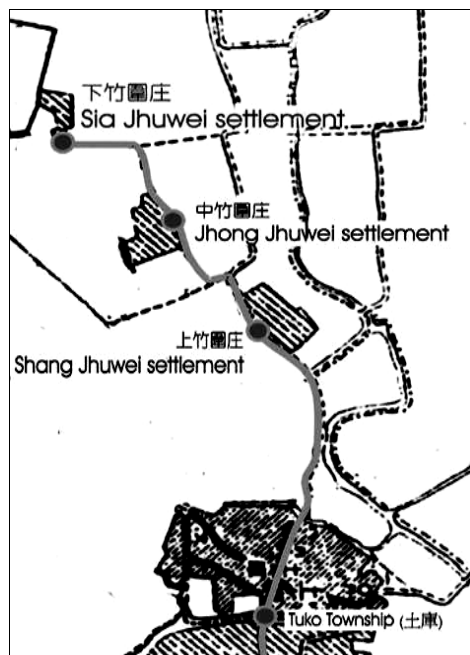 下竹圍庄
Sia Jhuwei settlement
中竹圍庄
Jhong Jhuwei settlement
上竹圍庄
Shang Jhuwei settlement
Tuko Township (土庫)